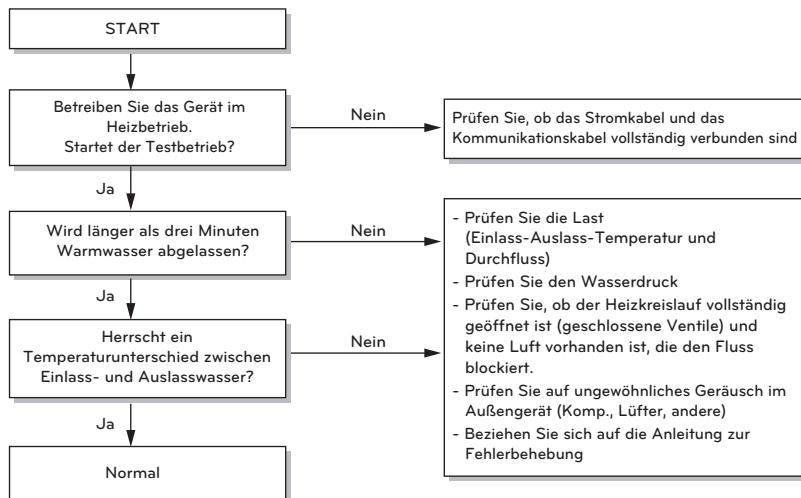 START
Betreiben Sie das Gerät im
Heizbetrieb.
Startet der Testbetrieb?
Nein
Prüfen Sie, ob das Stromkabel und das
Kommunikationskabel vollständig verbunden sind
Ja
Wird länger als drei Minuten
Warmwasser abgelassen?
Nein
- Prüfen Sie die Last
(Einlass-Auslass-Temperatur und
Durchfluss)
- Prüfen Sie den Wasserdruck
- Prüfen Sie, ob der Heizkreislauf vollständig
geöffnet ist (geschlossene Ventile) und
keine Luft vorhanden ist, die den Fluss
blockiert.
- Prüfen Sie auf ungewöhnliches Geräusch im
Außengerät (Komp., Lüfter, andere)
- Beziehen Sie sich auf die Anleitung zur
Fehlerbehebung
Ja
Herrscht ein
Temperaturunterschied zwischen
Einlass- und Auslasswasser?
Nein
Ja
Normal